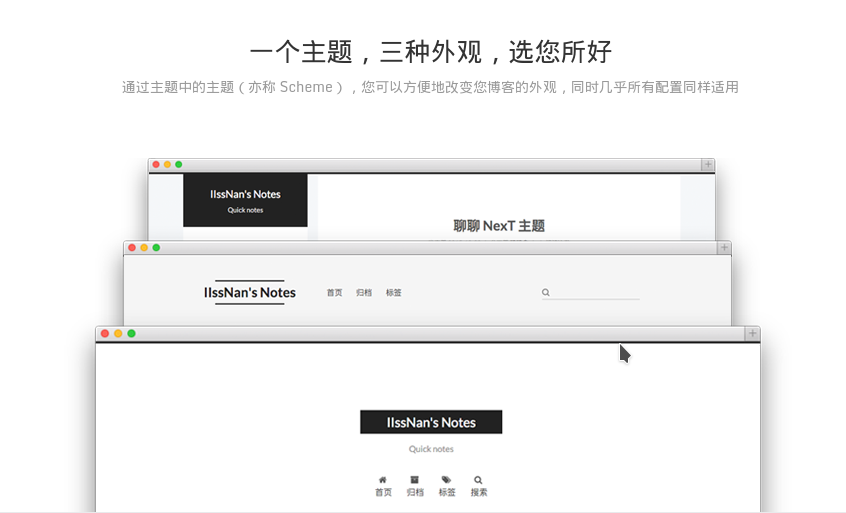 一个主题，三种外观，选您所好
通过主题中的主题（亦称 Scheme），您可以方便地改变您博客的外观，同时几乎所有配置同样适用
IIssNan's Notes
Quick notes
聊聊 NexT 主题
IIssNan's Notes
首页 归档 标签
IIssNan's Notes
Quick notes
首页 归档 标签 搜索